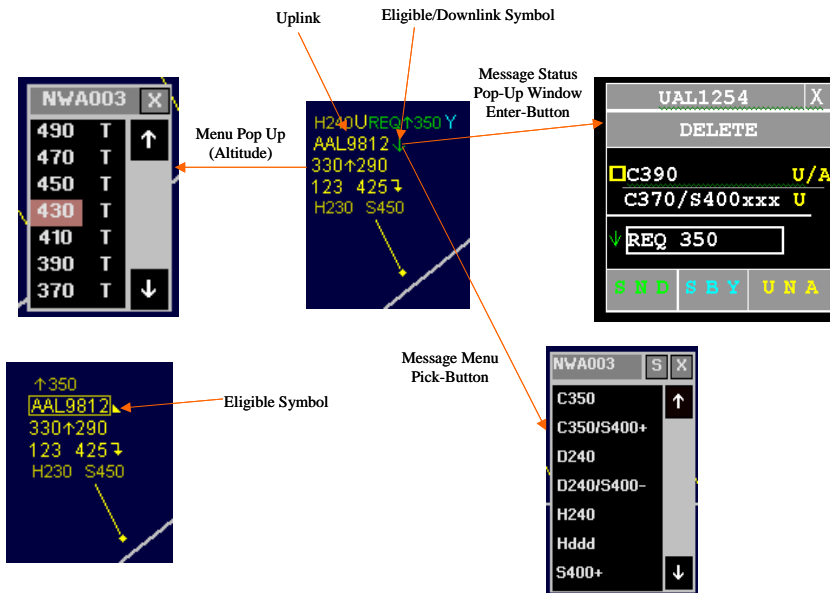 Uplink
Eligible/Downlink Symbol
Message Status
Pop-Up Window
Enter-Button
Menu Pop Up
(Altitude)
NWA003 X
490 T ↑
470 T
450 T
430 T
410 T
390 T
370 T ↓
H240UREQ↑350 Y
AAL9812↓
330↑290
123 425↴
H230 S450
UAL1254 X
DELETE
C390 U/A
C370/S400xxx U
↓ REQ 350
SND SBY UNA
↑350
AAL9812
330↑290
123 425↴
H230 S450
Eligible Symbol
Message Menu
Pick-Button
NWA003 S X
C350 ↑
C350/S400+
D240
D240/S400-
H240
Hddd
S400+ ↓